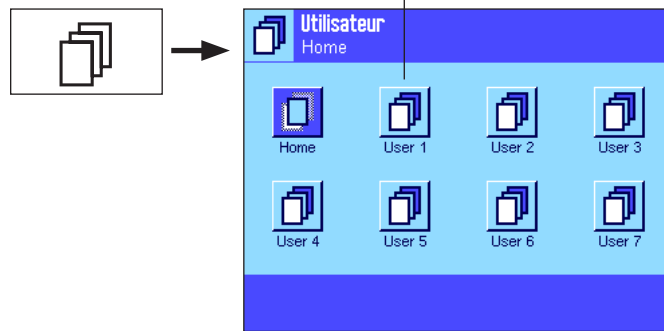 Utilisateur
Home
Home
User 1
User 2
User 3
User 4
User 5
User 6
User 7